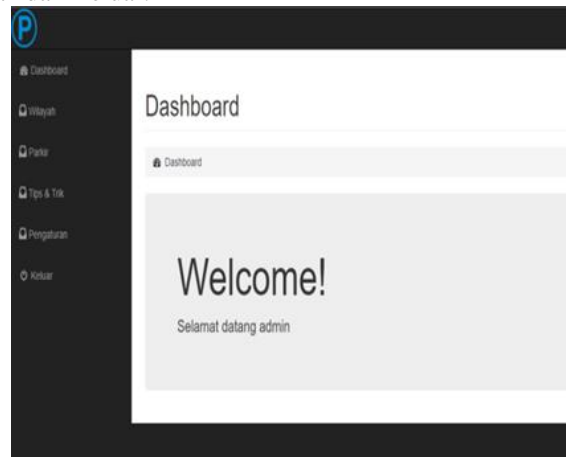 P
Dashboard
Wilayah
Parkir
Tips & Trik
Pengaturan
Keluar
Dashboard
Dashboard
Welcome!
Selamat datang admin